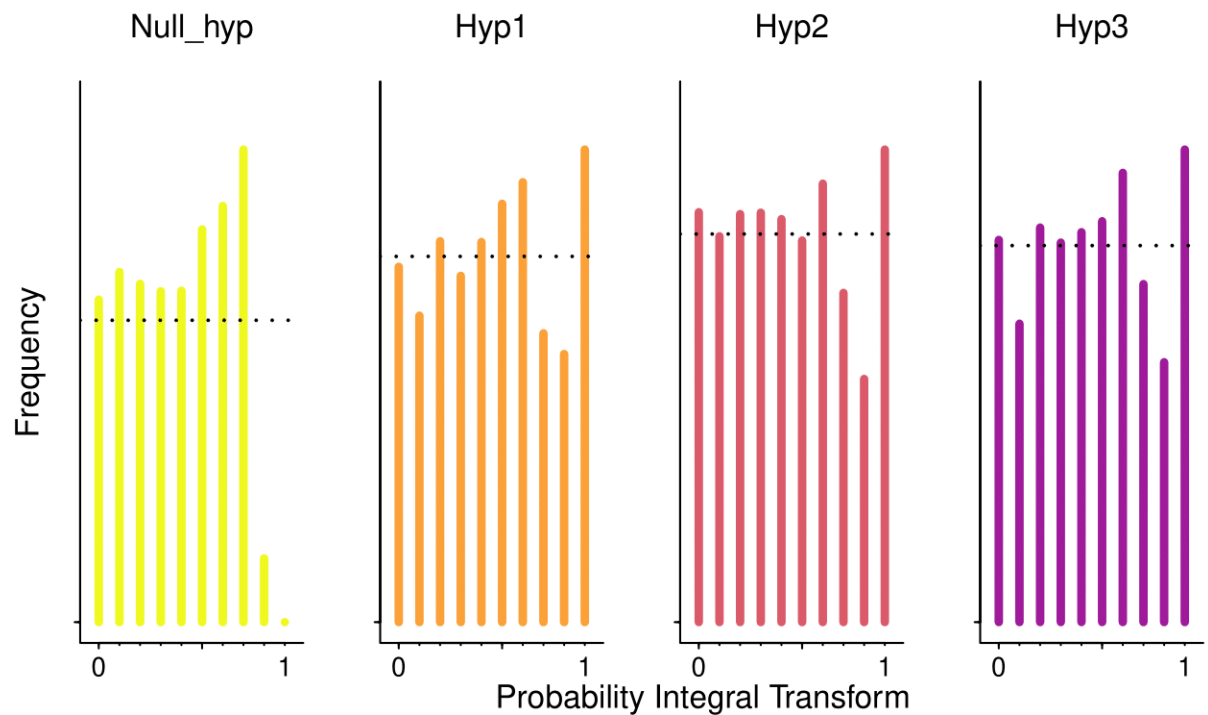 Null_hyp Hyp1 Hyp2 Hyp3
Frequency
0 1 0 1 0 1 0 1
Probability Integral Transform